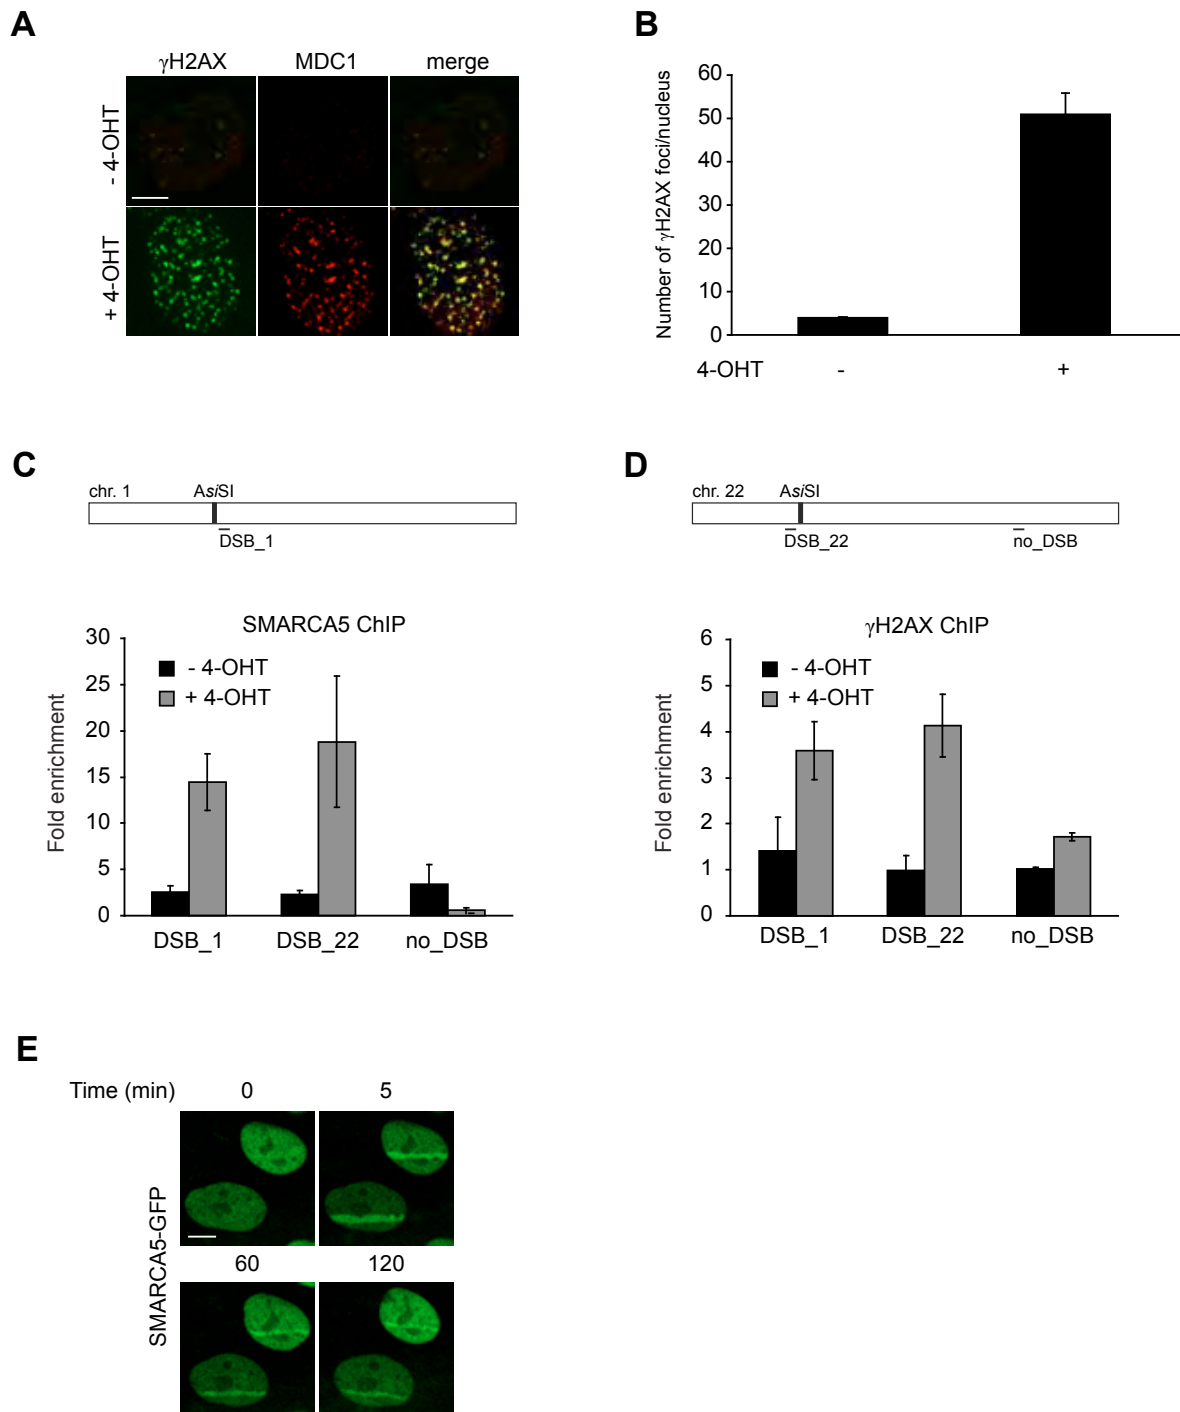 A
γH2AX MDC1 merge
- 4-OHT
+ 4-OHT
B
Number of γH2AX foci/nucleus
60
50
40
30
20
10
0
4-OHT - +
C
chr. 1 AsiSI
DSB_1
SMARCA5 ChIP
Fold enrichment
30
25
20
15
10
5
0
- 4-OHT
+ 4-OHT
DSB_1 DSB_22 no_DSB
D
chr. 22 AsiSI
DSB_22 no_DSB
γH2AX ChIP
Fold enrichment
6
5
4
3
2
1
0
- 4-OHT
+ 4-OHT
DSB_1 DSB_22 no_DSB
E
Time (min) 0 5
SMARCA5-GFP
60 120